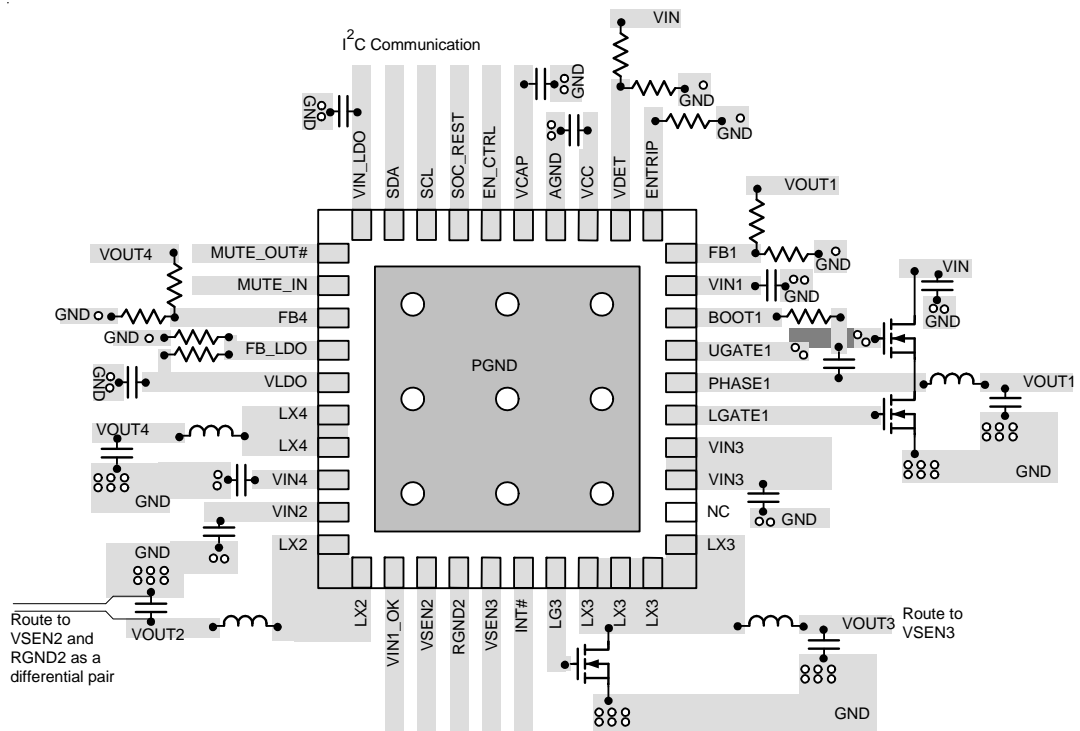 VIN
I2C Communication
GND
GND
GND
GND
VIN_LDO
SDA
SCL
SOC_REST
EN_CTRL
VCAP
AGND
VCC
VDET
ENTRIP
VOUT1
VOUT4
MUTE_OUT#
FB1
GND
VIN
MUTE_IN
VIN1
GND
GND
FB4
BOOT1
GND
GND
FB_LDO
UGATE1
PGND
GND
VLDO
PHASE1
VOUT1
LX4
LGATE1
VOUT4
LX4
VIN3
GND
VIN4
VIN3
GND
VIN2
NC
GND
GND
LX2
LX3
LX2
VIN1_OK
VSEN2
RGND2
VSEN3
INT#
LG3
LX3
LX3
LX3
Route to
VSEN2 and
RGND2 as a
differential pair
VOUT2
VOUT3
Route to
VSEN3
GND